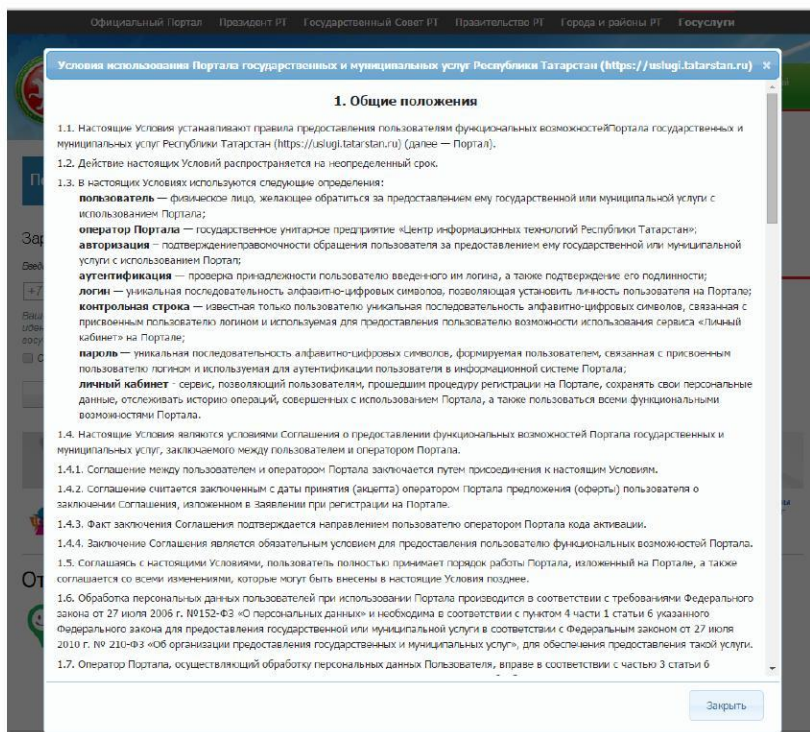 Официальный Портал Президент РТ Государственный Совет РТ Правительство РТ Города и районы РТ Госуслуги
Условия использования Портала государственных и муниципальных услуг Республики Татарстан (https://uslugi.tatarstan.ru) ×
1. Общие положения
1.1. Настоящие Условия устанавливают правила предоставления пользователям функциональных возможностейПортала государственных и
муниципальных услуг Республики Татарстан (https://uslugi.tatarstan.ru) (далее — Портал).
1.2. Действие настоящих Условий распространяется на неопределенный срок.
1.3. В настоящих Условиях используются следующие определения:
пользователь — физическое лицо, желающее обратиться за предоставлением ему государственной или муниципальной услуги с
использованием Портала;
оператор Портала — государственное унитарное предприятие «Центр информационных технологий Республики Татарстан»;
авторизация – подтверждениеправомочности обращения пользователя за предоставлением ему государственной или муниципальной
услуги с использованием Портал;
аутентификация — проверка принадлежности пользователю введенного им логина, а также подтверждение его подлинности;
логин — уникальная последовательность алфавитно-цифровых символов, позволяющая установить личность пользователя на Портале;
контрольная строка — известная только пользователю уникальная последовательность алфавитно-цифровых символов, связанная с
присвоенным пользователю логином и используемая для предоставления пользователю возможности использования сервиса «Личный
кабинет» на Портале;
пароль — уникальная последовательность алфавитно-цифровых символов, формируемая пользователем, связанная с присвоенным
пользователю логином и используемая для аутентификации пользователя в информационной системе Портала;
личный кабинет - сервис, позволяющий пользователям, прошедшим процедуру регистрации на Портале, сохранять свои персональные
данные, отслеживать историю операций, совершенных с использованием Портала, а также пользоваться всеми функциональными
возможностями Портала.
1.4. Настоящие Условия являются условиями Соглашения о предоставлении функциональных возможностей Портала государственных и
муниципальных услуг, заключаемого между пользователем и оператором Портала.
1.4.1. Соглашение между пользователем и оператором Портала заключается путем присоединения к настоящим Условиям.
1.4.2. Соглашение считается заключенным с даты принятия (акцепта) оператором Портала предложения (оферты) пользователя о
заключении Соглашения, изложенном в Заявлении при регистрации на Портале.
1.4.3. Факт заключения Соглашения подтверждается направлением пользователю оператором Портала кода активации.
1.4.4. Заключение Соглашения является обязательным условием для предоставления пользователю функциональных возможностей Портала.
1.5. Соглашаясь с настоящими Условиями, пользователь полностью принимает порядок работы Портала, изложенный на Портале, а также
соглашается со всеми изменениями, которые могут быть внесены в настоящие Условия позднее.
1.6. Обработка персональных данных пользователей при использовании Портала производится в соответствии с требованиями Федерального
закона от 27 июля 2006 г. №152-ФЗ «О персональных данных» и необходима в соответствии с пунктом 4 части 1 статьи 6 указанного
Федерального закона для предоставления государственной или муниципальной услуги в соответствии с Федеральным законом от 27 июля
2010 г. № 210-ФЗ «Об организации предоставления государственных и муниципальных услуг», для обеспечения предоставления такой услуги.
1.7. Оператор Портала, осуществляющий обработку персональных данных Пользователя, вправе в соответствии с частью 3 статьи 6
Закрыть
+7